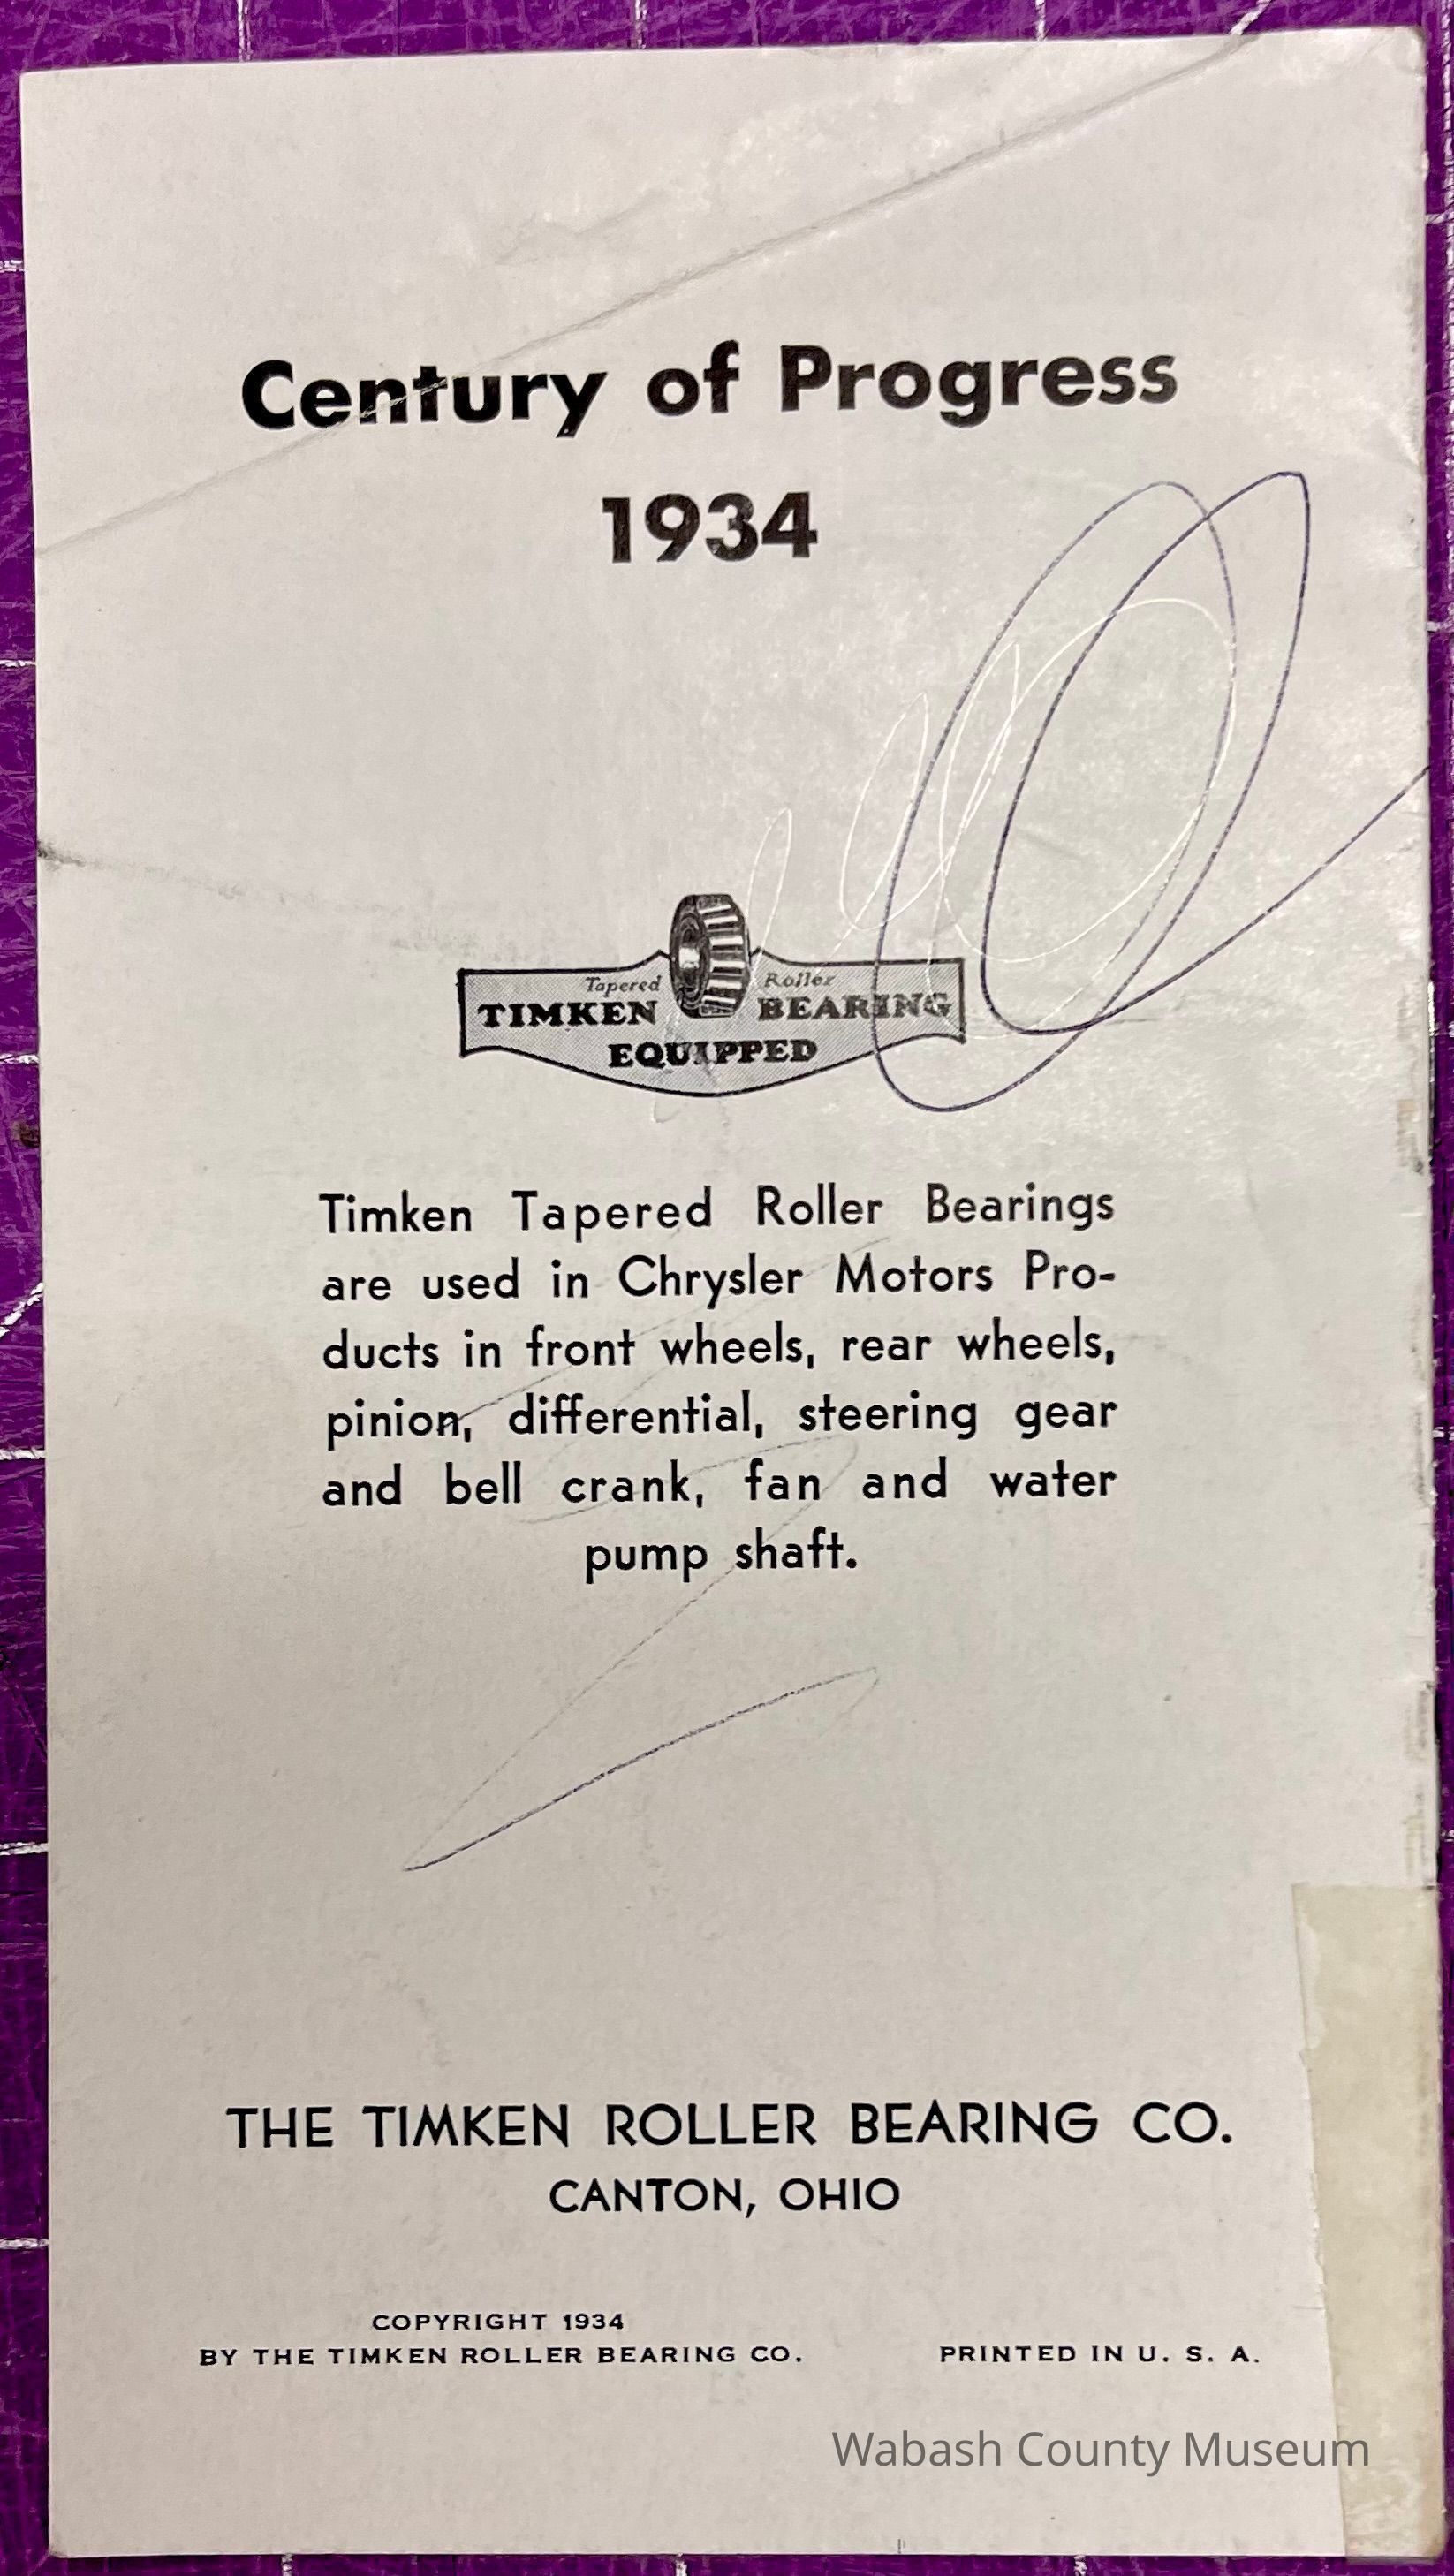 Century of Progress
1934
Tapered Roller
TIMKEN BEARING
EQUIPPED
Timken Tapered Roller Bearings
are used in Chrysler Motors Pro-
ducts in front wheels, rear wheels,
pinion, differential, steering gear
and bell crank, fan and water
pump shaft.
THE TIMKEN ROLLER BEARING CO.
CANTON, OHIO
COPYRIGHT 1934
BY THE TIMKEN ROLLER BEARING CO. PRINTED IN U. S. A.
Wabash County Museum